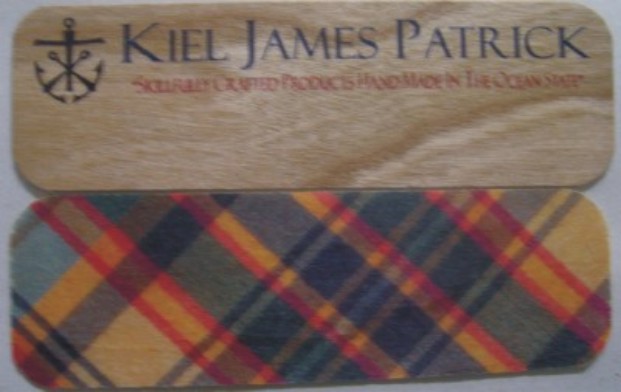 KIEL JAMES PATRICK
"SKILLFULLY CRAFTED PRODUCTS HAND MADE IN THE OCEAN STATE"